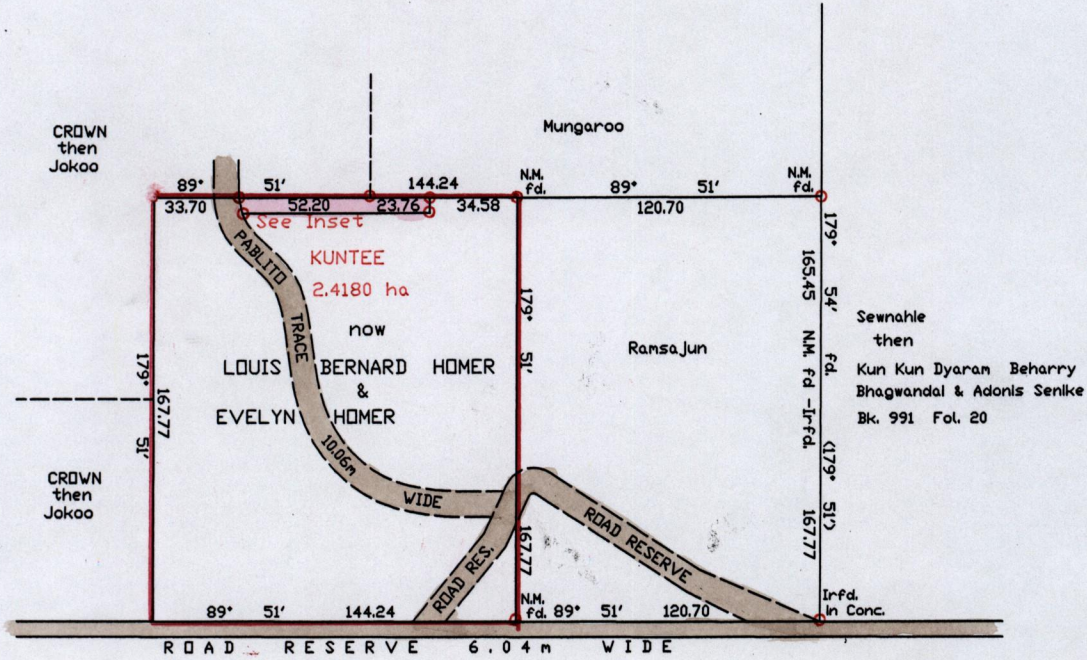 CROWN
then
Jokoo
Mungaroo
N.M.
fd.
N.M.
fd.
89° 51' 144.24
89° 51'
33.70 52.20 23.76 34.58
120.70
See Inset
KUNTEE
2.4180 ha
now
LOUIS BERNARD HOMER
&
EVELYN HOMER
PABLITO TRACE 10.06m WIDE
179° 51'
167.77
179° 51'
167.77
Ramsajun
179° 54' fd. (179° 51')
165.45 N.M. fd -Irfd. 167.77
Sewnahle
then
Kun Kun Dyaram Beharry
Bhagwandal & Adonis Senike
Bk. 991 Fol. 20
CROWN
then
Jokoo
ROAD RES.
ROAD RESERVE
89° 51' 144.24
N.M.
fd.
89° 51' 120.70
Irfd.
In Conc.
ROAD RESERVE 6.04m WIDE